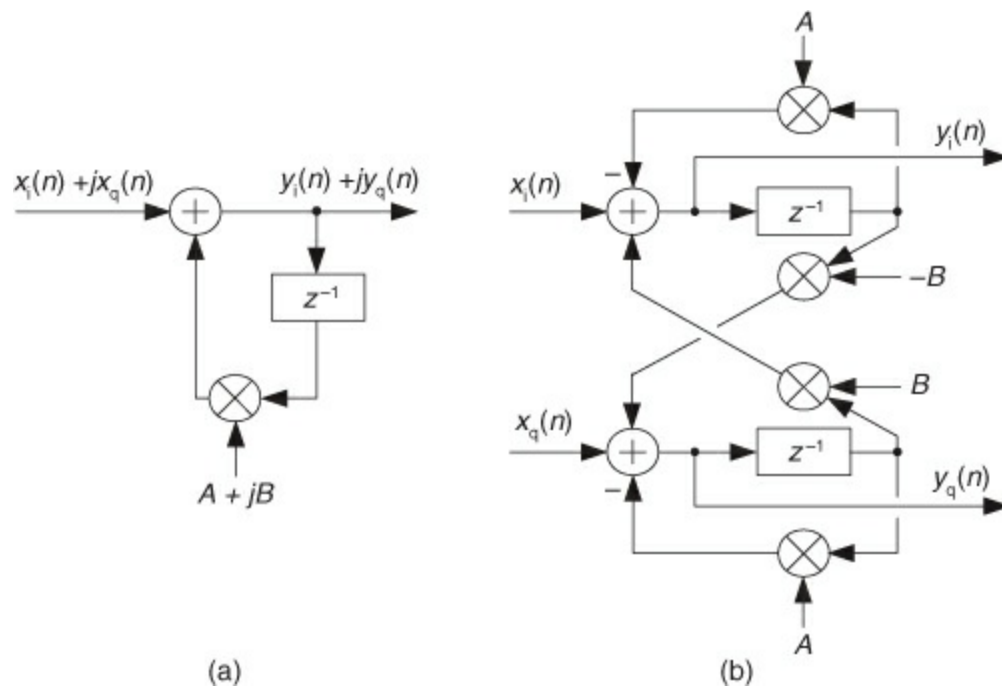 x_i(n) +jx_q(n)
y_i(n) +jy_q(n)
+
z⁻¹
A + jB
(a)
A
y_i(n)
−
x_i(n)
+
z⁻¹
−B
B
x_q(n)
+
z⁻¹
−
y_q(n)
A
(b)